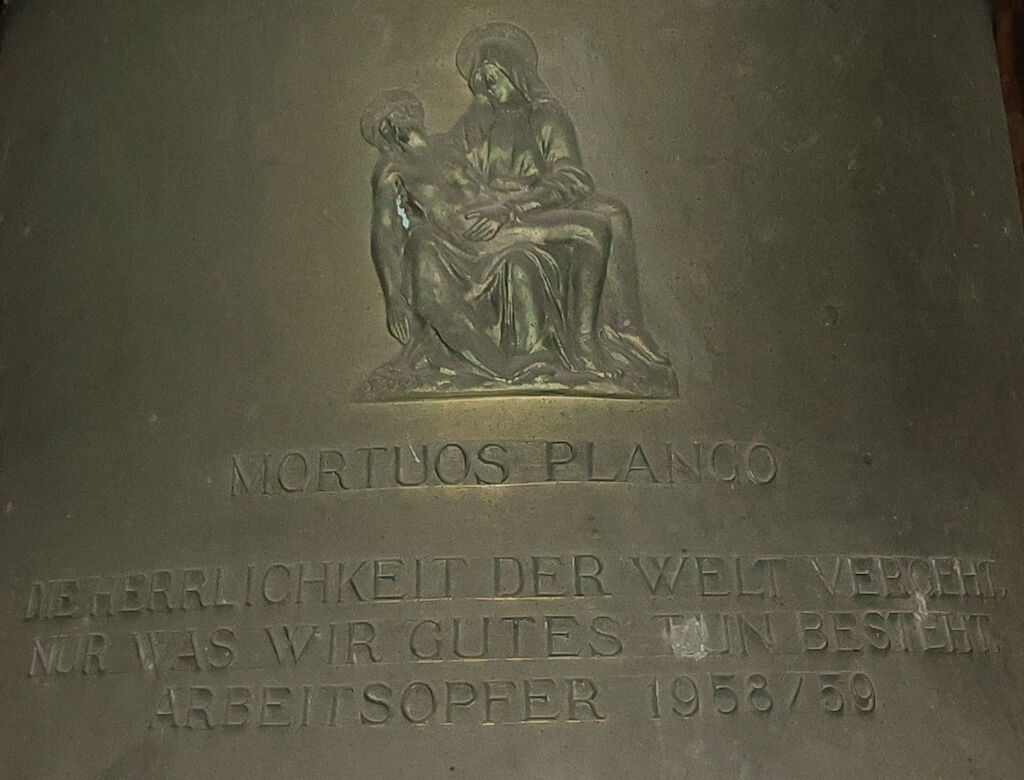 MORTUOS PLANGO
DIE HERRLICHKEIT DER WELT VERGEHT,
NUR WAS WIR GUTES TUN BESTEHT.
ARBEITSOPFER 1958/59